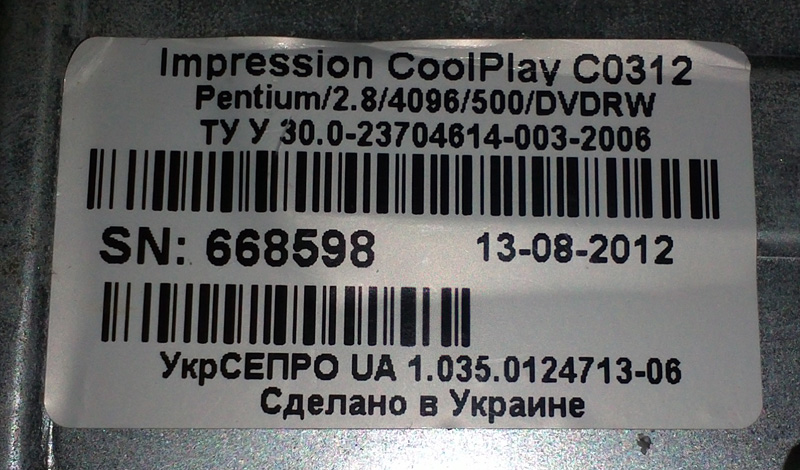 Impression CoolPlay C0312
Pentium/2.8/4096/500/DVDRW
ТУ У 30.0-23704614-003-2006
SN: 668598 13-08-2012
УкрСЕПРО UA 1.035.0124713-06
Сделано в Украине